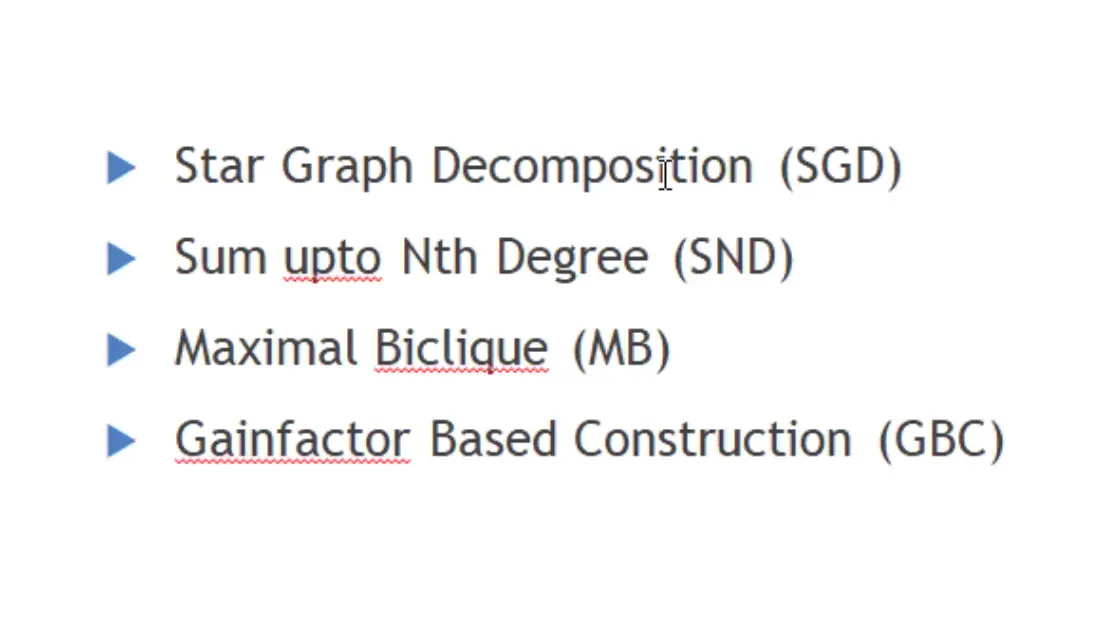 Star Graph Decomposition (SGD)
Sum upto Nth Degree (SND)
Maximal Biclique (MB)
Gainfactor Based Construction (GBC)